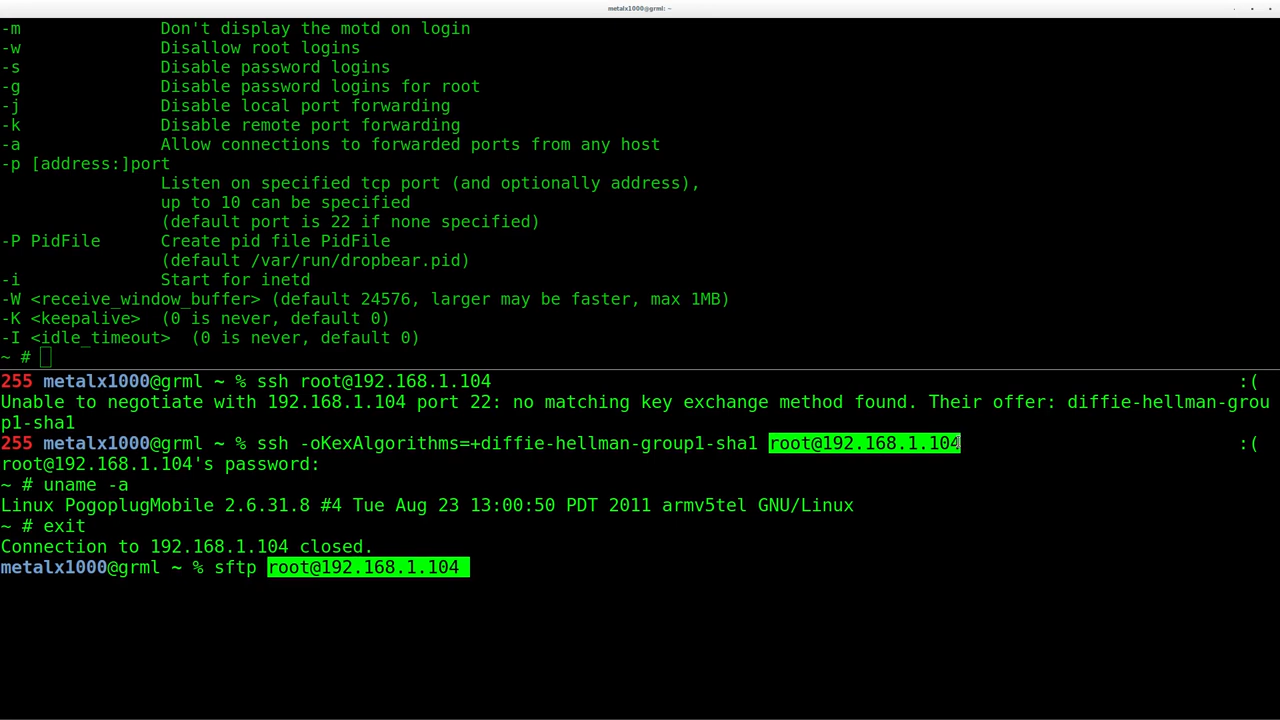 metalx1000@grml: ~
-m Don't display the motd on login
-w Disallow root logins
-s Disable password logins
-g Disable password logins for root
-j Disable local port forwarding
-k Disable remote port forwarding
-a Allow connections to forwarded ports from any host
-p [address:]port
Listen on specified tcp port (and optionally address),
up to 10 can be specified
(default port is 22 if none specified)
-P PidFile Create pid file PidFile
(default /var/run/dropbear.pid)
-i Start for inetd
-W <receive_window_buffer> (default 24576, larger may be faster, max 1MB)
-K <keepalive> (0 is never, default 0)
-I <idle_timeout> (0 is never, default 0)
~ #
255 metalx1000@grml ~ % ssh root@192.168.1.104 :(
Unable to negotiate with 192.168.1.104 port 22: no matching key exchange method found. Their offer: diffie-hellman-grou
p1-sha1
255 metalx1000@grml ~ % ssh -oKexAlgorithms=+diffie-hellman-group1-sha1 root@192.168.1.104 :(
root@192.168.1.104's password:
~ # uname -a
Linux PogoplugMobile 2.6.31.8 #4 Tue Aug 23 13:00:50 PDT 2011 armv5tel GNU/Linux
~ # exit
Connection to 192.168.1.104 closed.
metalx1000@grml ~ % sftp root@192.168.1.104